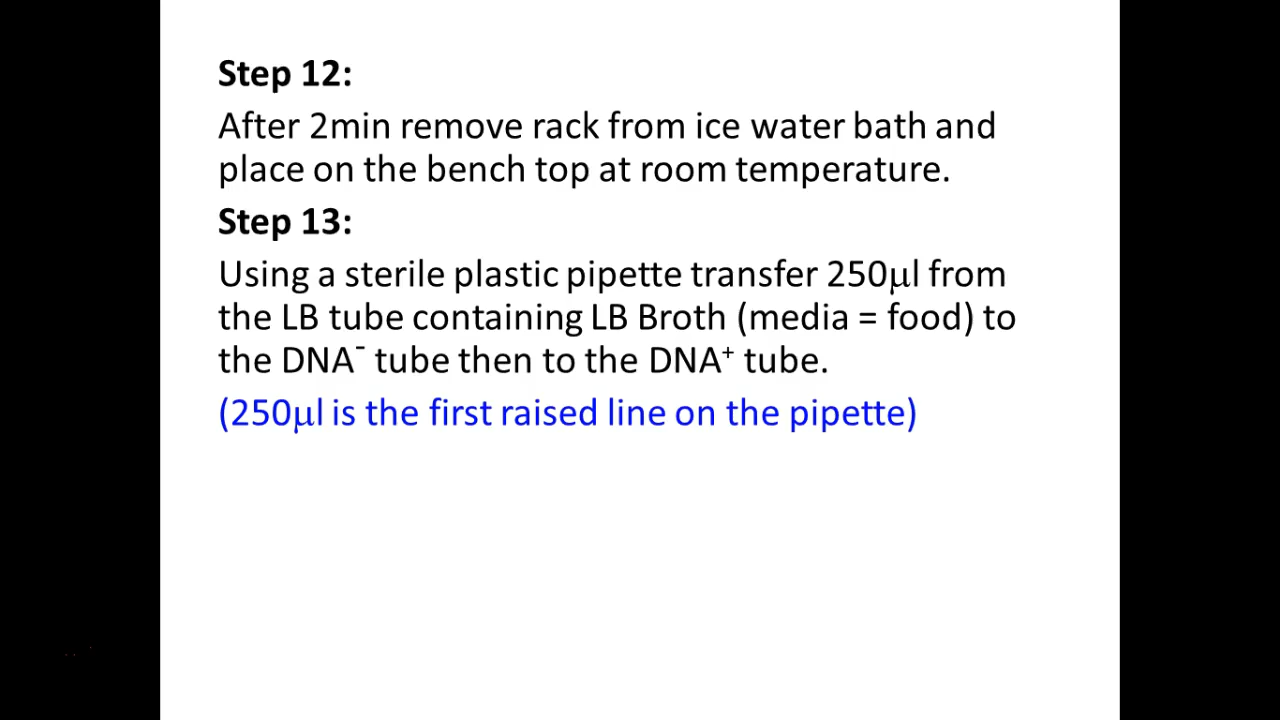 Step 12:
After 2min remove rack from ice water bath and
place on the bench top at room temperature.
Step 13:
Using a sterile plastic pipette transfer 250μl from
the LB tube containing LB Broth (media = food) to
the DNA⁻ tube then to the DNA⁺ tube.
(250μl is the first raised line on the pipette)